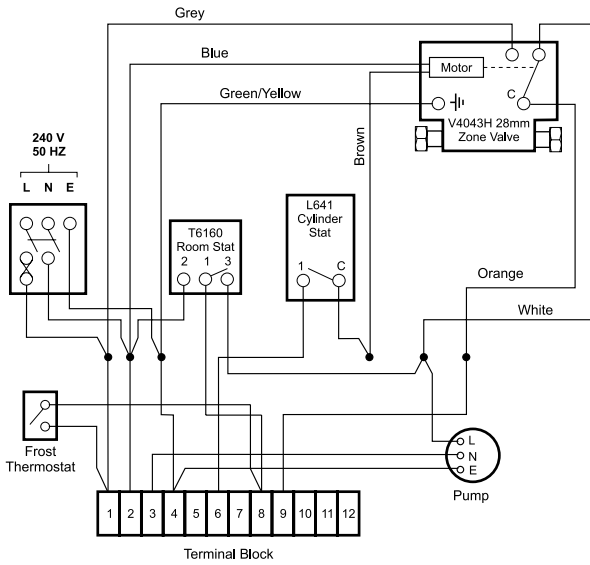 Grey
Blue
Motor
C
Green/Yellow
V4043H 28mm
Zone Valve
Brown
240 V
50 HZ
L N E
T6160
Room Stat
2 1 3
L641
Cylinder
Stat
1 C
Orange
White
Frost
Thermostat
L
N
E
Pump
1 2 3 4 5 6 7 8 9 10 11 12
Terminal Block